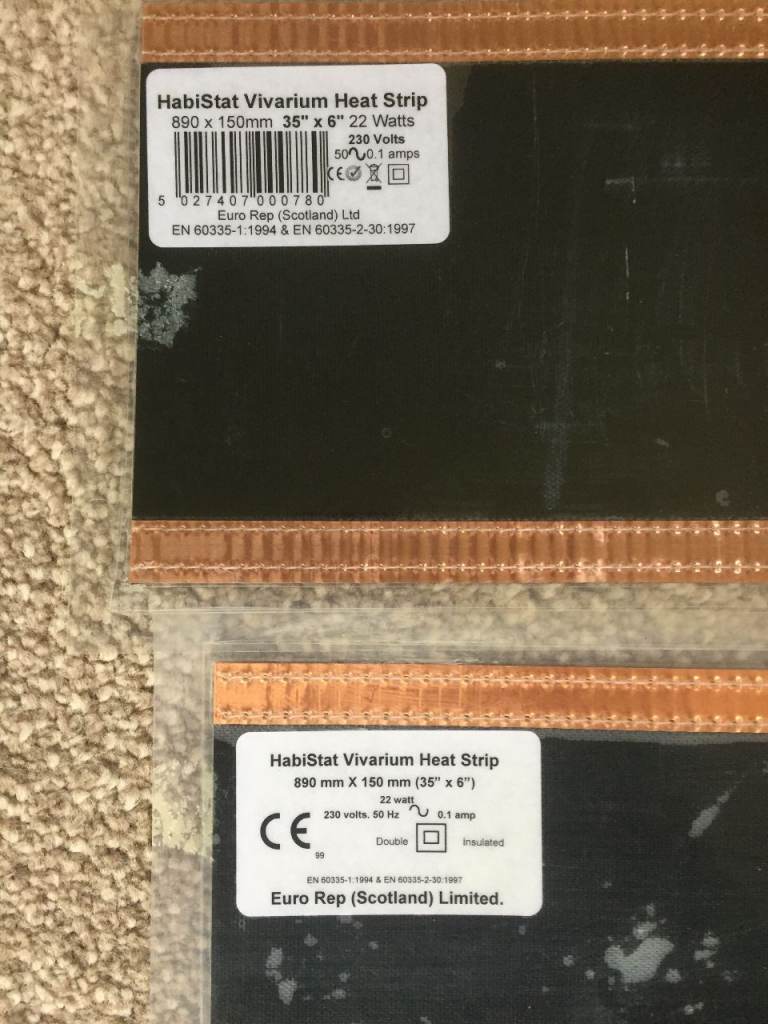 HabiStat Vivarium Heat Strip
890 x 150mm 35" x 6" 22 Watts
230 Volts
50 0.1 amps
CE
5 027407 000780
Euro Rep (Scotland) Ltd
EN 60335-1:1994 & EN 60335-2-30:1997
HabiStat Vivarium Heat Strip
890 mm X 150 mm (35" x 6")
22 watt
230 volts. 50 Hz 0.1 amp
CE
99
Double Insulated
EN 60335-1:1994 & EN 60335-2-30:1997
Euro Rep (Scotland) Limited.